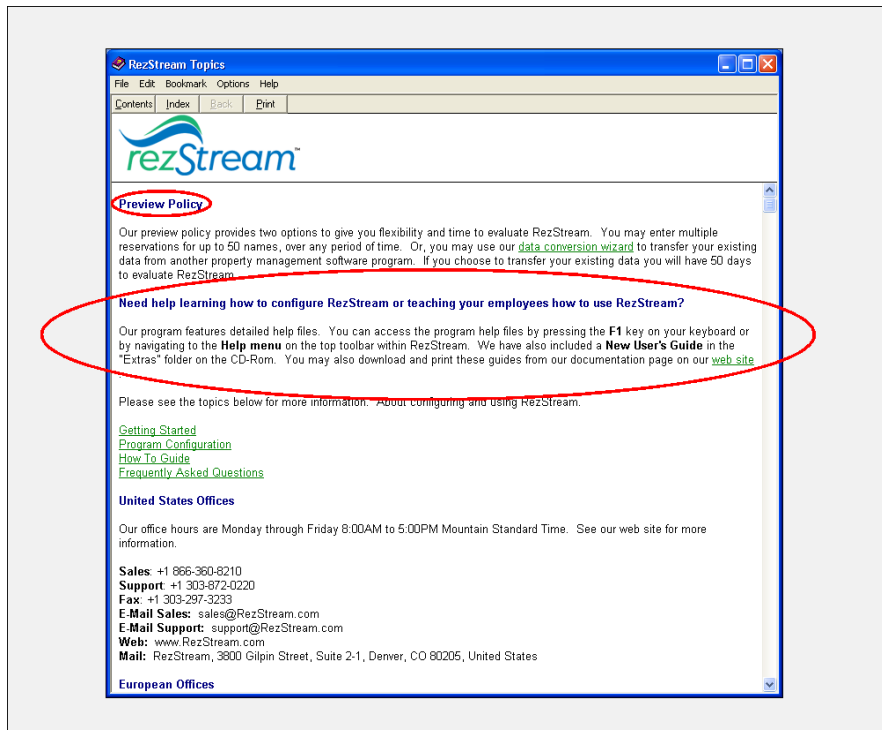 RezStream Topics
File Edit Bookmark Options Help
Contents Index Back Print
rezStream™
Preview Policy
Our preview policy provides two options to give you flexibility and time to evaluate RezStream. You may enter multiple
reservations for up to 50 names, over any period of time. Or, you may use our data conversion wizard to transfer your existing
data from another property management software program. If you choose to transfer your existing data you will have 50 days
to evaluate RezStream.
Need help learning how to configure RezStream or teaching your employees how to use RezStream?
Our program features detailed help files. You can access the program help files by pressing the F1 key on your keyboard or
by navigating to the Help menu on the top toolbar within RezStream. We have also included a New User's Guide in the
"Extras" folder on the CD-Rom. You may also download and print these guides from our documentation page on our web site
.
Please see the topics below for more information. About configuring and using RezStream.
Getting Started
Program Configuration
How To Guide
Frequently Asked Questions
United States Offices
Our office hours are Monday through Friday 8:00AM to 5:00PM Mountain Standard Time. See our web site for more
information.
Sales: +1 866-360-8210
Support: +1 303-872-0220
Fax: +1 303-297-3233
E-Mail Sales: sales@RezStream.com
E-Mail Support: support@RezStream.com
Web: www.RezStream.com
Mail: RezStream, 3800 Gilpin Street, Suite 2-1, Denver, CO 80205, United States
European Offices